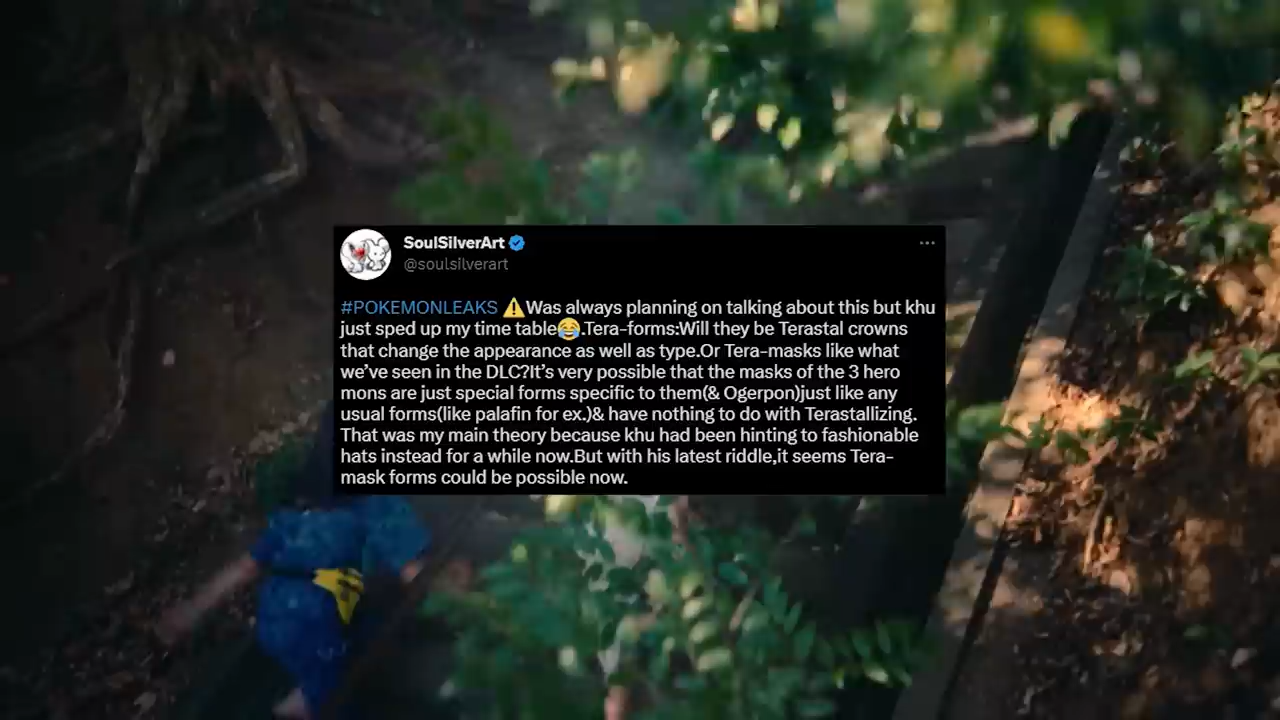 SoulSilverArt
@soulsilverart
#POKEMONLEAKS ⚠️Was always planning on talking about this but khu
just sped up my time table😂.Tera-forms:Will they be Terastal crowns
that change the appearance as well as type.Or Tera-masks like what
we've seen in the DLC?It's very possible that the masks of the 3 hero
mons are just special forms specific to them(& Ogerpon)just like any
usual forms(like palafin for ex.)& have nothing to do with Terastallizing.
That was my main theory because khu had been hinting to fashionable
hats instead for a while now.But with his latest riddle,it seems Tera-
mask forms could be possible now.